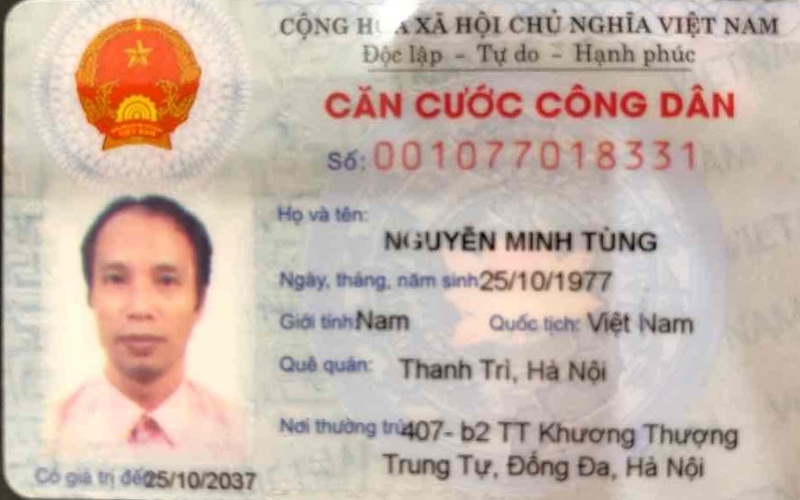 CỘNG HÒA XÃ HỘI CHỦ NGHĨA VIỆT NAM
Độc lập - Tự do - Hạnh phúc
CĂN CƯỚC CÔNG DÂN
Số: 001077018331
Họ và tên:
NGUYỄN MINH TÙNG
Ngày, tháng, năm sinh 25/10/1977
Giới tính: Nam Quốc tịch: Việt Nam
Quê quán: Thanh Trì, Hà Nội
Nơi thường trú: 407- b2 TT Khương Thượng
Trung Tự, Đống Đa, Hà Nội
Có giá trị đến 25/10/2037